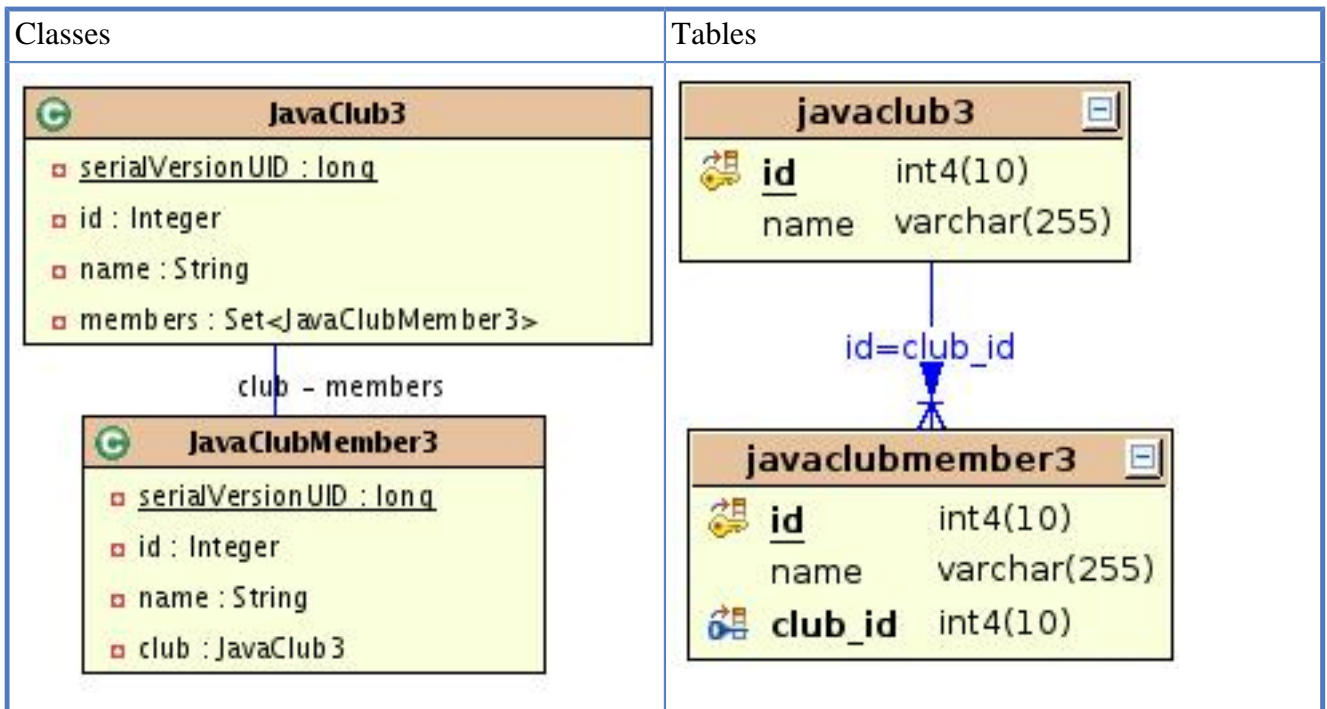 Classes
Tables
JavaClub3
serialVersionUID : long
id : Integer
name : String
members : Set<JavaClubMember3>
club - members
JavaClubMember3
serialVersionUID : long
id : Integer
name : String
club : JavaClub3
javaclub3
id int4(10)
name varchar(255)
id=club_id
javaclubmember3
id int4(10)
name varchar(255)
club_id int4(10)